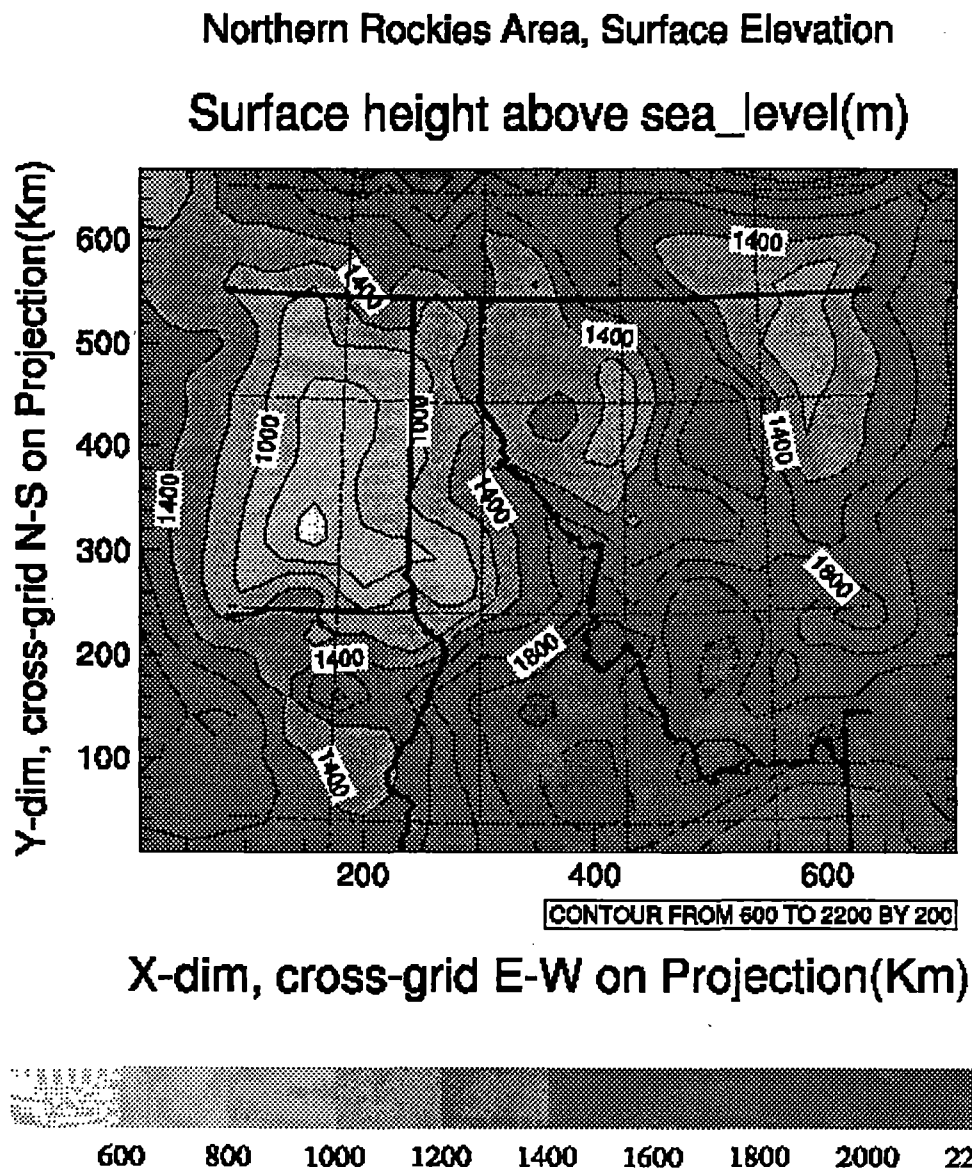 Northern Rockies Area, Surface Elevation
Surface height above sea_level(m)
Y-dim, cross-grid N-S on Projection(Km)
600
500
400
300
200
100
1400
1400
1400
1000
1000
1400
1400
1400
1800
1400
1800
1400
200 400 600
CONTOUR FROM 600 TO 2200 BY 200
X-dim, cross-grid E-W on Projection(Km)
600 800 1000 1200 1400 1600 1800 2000 22